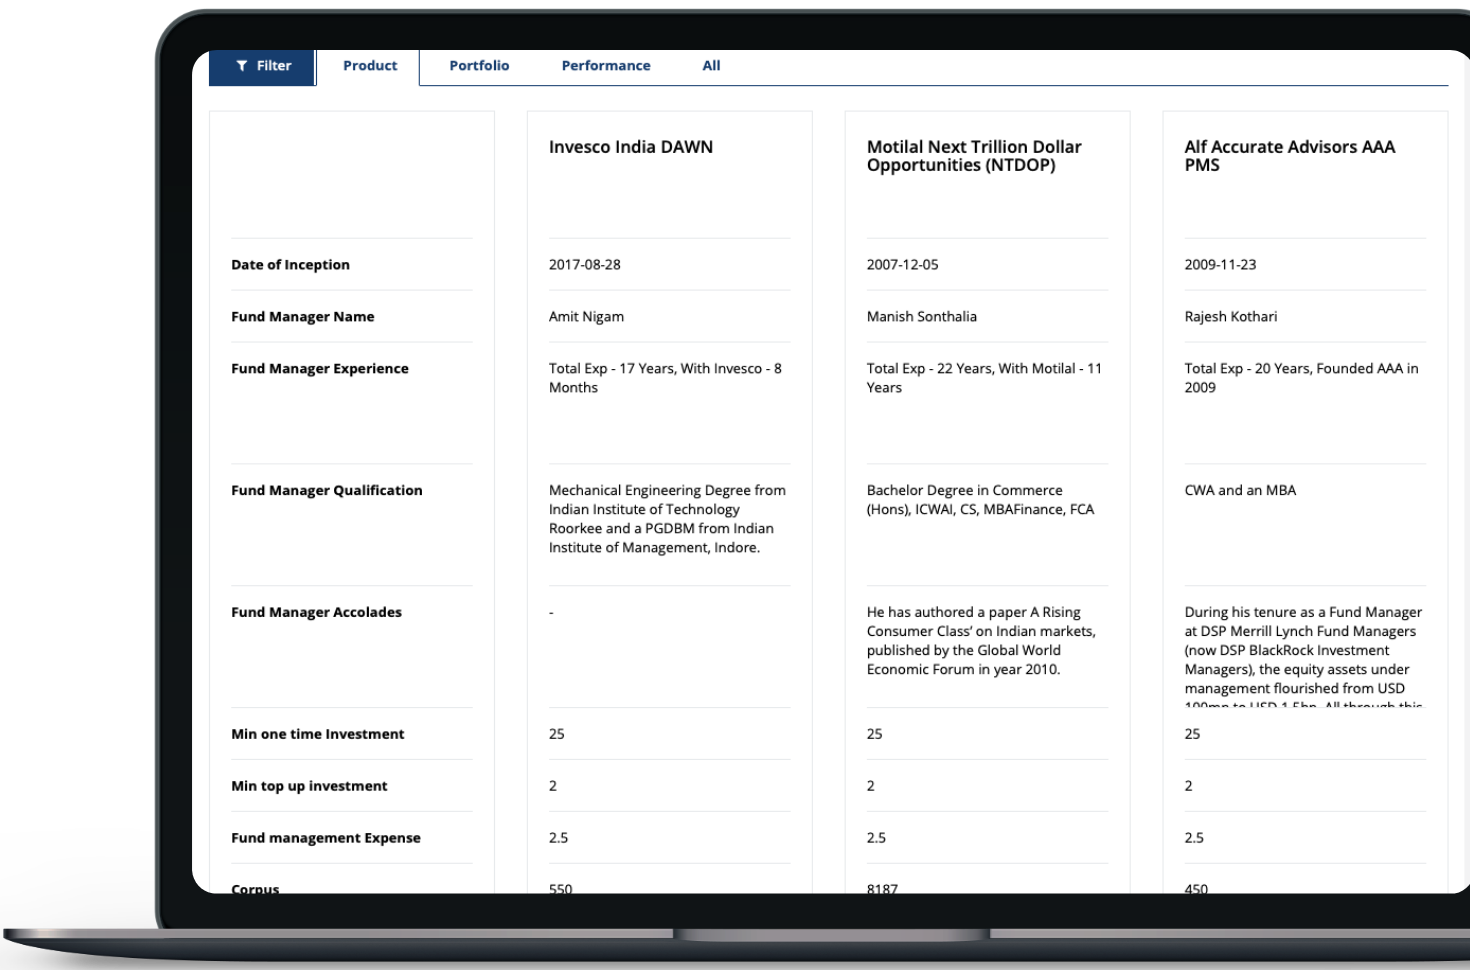 Filter Product Portfolio Performance All
Invesco India DAWN
Motilal Next Trillion Dollar
Opportunities (NTDOP)
Alf Accurate Advisors AAA
PMS
Date of Inception
2017-08-28
2007-12-05
2009-11-23
Fund Manager Name
Amit Nigam
Manish Sonthalia
Rajesh Kothari
Fund Manager Experience
Total Exp - 17 Years, With Invesco - 8
Months
Total Exp - 22 Years, With Motilal - 11
Years
Total Exp - 20 Years, Founded AAA in
2009
Fund Manager Qualification
Mechanical Engineering Degree from
Indian Institute of Technology
Roorkee and a PGDBM from Indian
Institute of Management, Indore.
Bachelor Degree in Commerce
(Hons), ICWAI, CS, MBAFinance, FCA
CWA and an MBA
Fund Manager Accolades
-
He has authored a paper A Rising
Consumer Class’ on Indian markets,
published by the Global World
Economic Forum in year 2010.
During his tenure as a Fund Manager
at DSP Merrill Lynch Fund Managers
(now DSP BlackRock Investment
Managers), the equity assets under
management flourished from USD
100mn to USD 1.5bn. All through this
Min one time Investment
25
25
25
Min top up investment
2
2
2
Fund management Expense
2.5
2.5
2.5
Corpus
550
8187
450